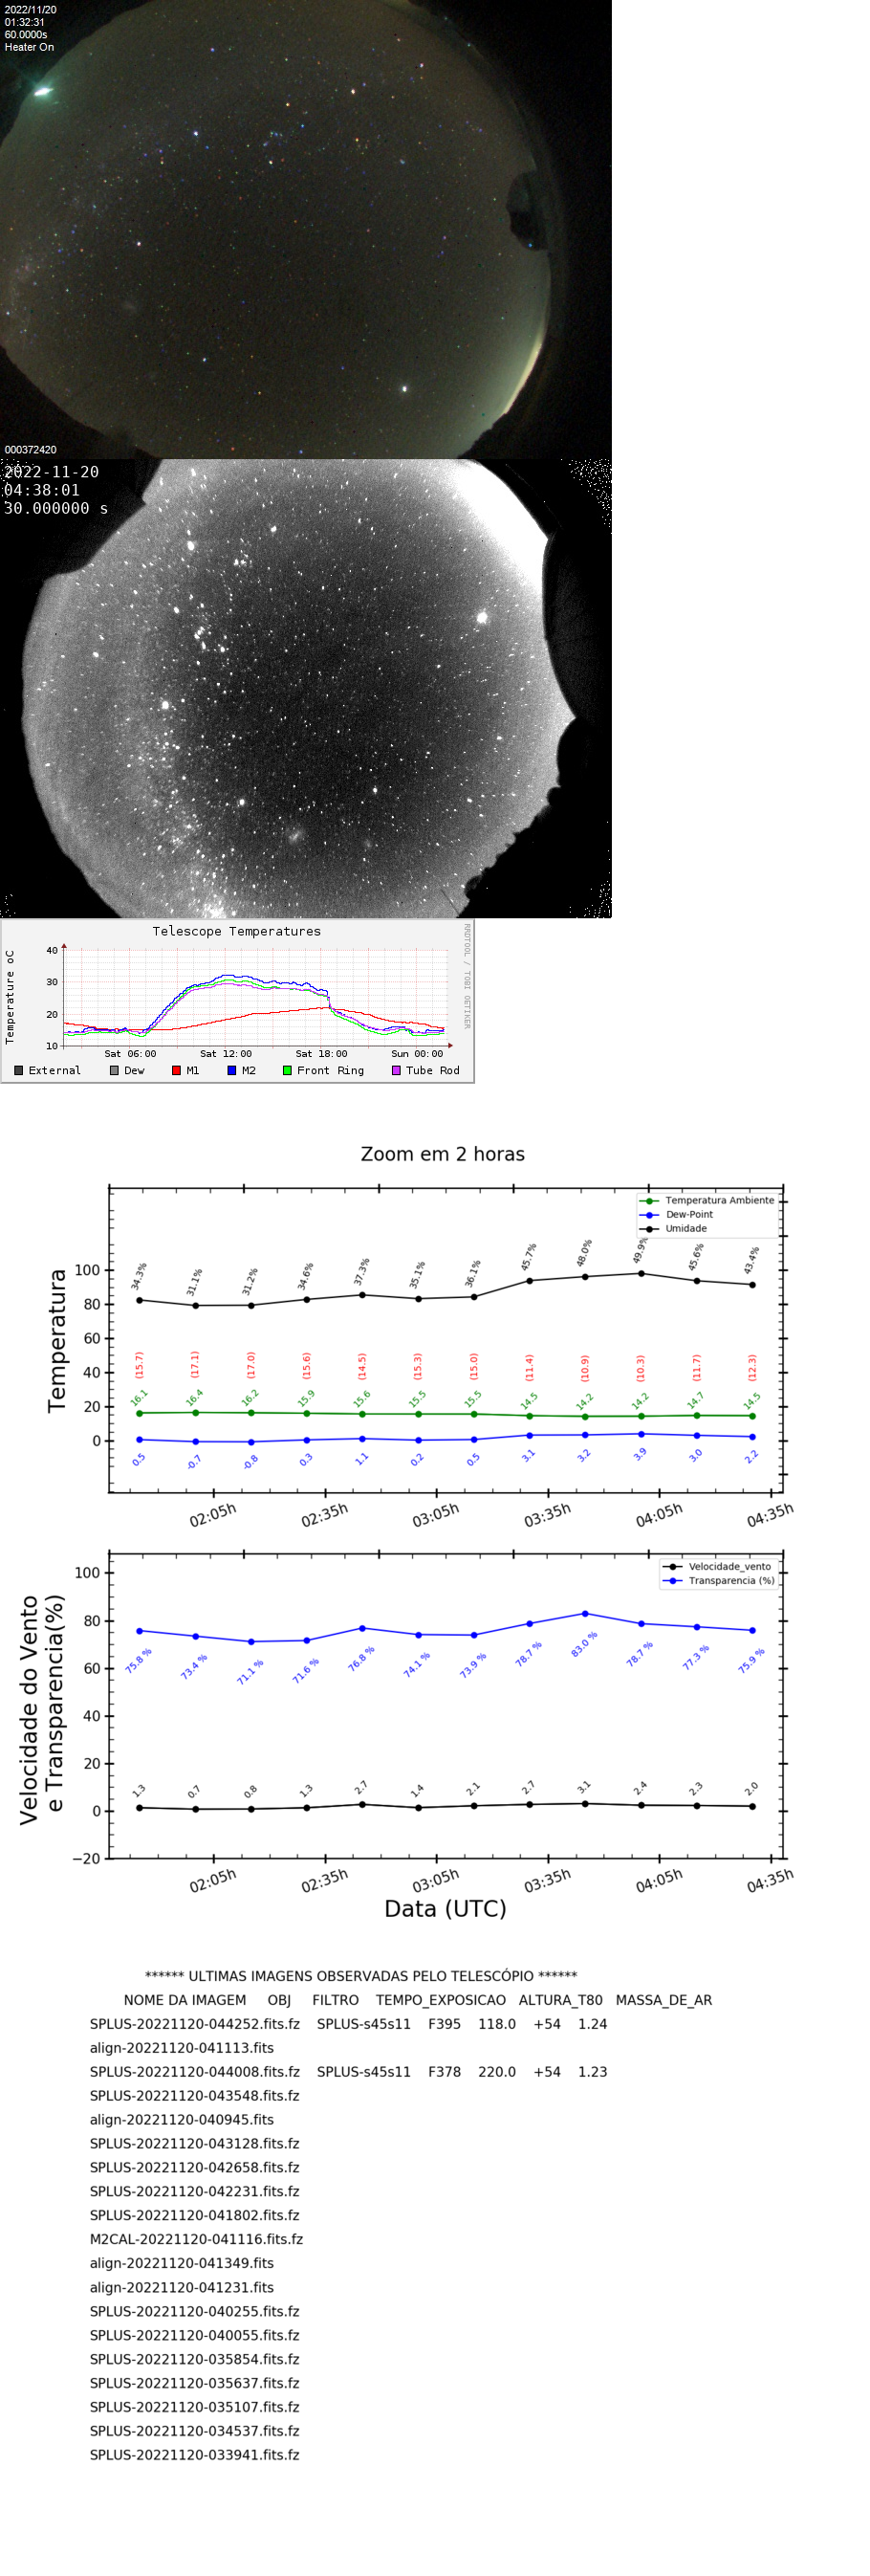 2022/11/20
01:32:31
60.0000s
Heater On
000372420
2022-11-20
04:38:01
30.000000 s
Telescope Temperatures
RRDTOOL / TOBI OETIKER
Temperature oC
40
30
20
10
Sat 06:00 Sat 12:00 Sat 18:00 Sun 00:00
External Dew M1 M2 Front Ring Tube Rod
Zoom em 2 horas
Temperatura Ambiente
Dew-Point
Umidade
Temperatura
100
80
60
40
20
0
34.3% 31.1% 31.2% 34.6% 37.3% 35.1% 36.1% 45.7% 48.0% 49.9% 45.6% 43.4%
(15.7) (17.1) (17.0) (15.6) (14.5) (15.3) (15.0) (11.4) (10.9) (10.3) (11.7) (12.3)
16.1 16.4 16.2 15.9 15.6 15.5 15.5 14.5 14.2 14.2 14.7 14.5
0.5 -0.7 -0.8 0.3 1.1 0.2 0.5 3.1 3.2 3.9 3.0 2.2
02:05h 02:35h 03:05h 03:35h 04:05h 04:35h
Velocidade_vento
Transparencia (%)
Velocidade do Vento
e Transparencia(%)
100
80
60
40
20
0
−20
75.8 % 73.4 % 71.1 % 71.6 % 76.8 % 74.1 % 73.9 % 78.7 % 83.0 % 78.7 % 77.3 % 75.9 %
1.3 0.7 0.8 1.3 2.7 1.4 2.1 2.7 3.1 2.4 2.3 2.0
02:05h 02:35h 03:05h 03:35h 04:05h 04:35h
Data (UTC)
****** ULTIMAS IMAGENS OBSERVADAS PELO TELESCÓPIO ******
NOME DA IMAGEM OBJ FILTRO TEMPO_EXPOSICAO ALTURA_T80 MASSA_DE_AR
SPLUS-20221120-044252.fits.fz SPLUS-s45s11 F395 118.0 +54 1.24
align-20221120-041113.fits
SPLUS-20221120-044008.fits.fz SPLUS-s45s11 F378 220.0 +54 1.23
SPLUS-20221120-043548.fits.fz
align-20221120-040945.fits
SPLUS-20221120-043128.fits.fz
SPLUS-20221120-042658.fits.fz
SPLUS-20221120-042231.fits.fz
SPLUS-20221120-041802.fits.fz
M2CAL-20221120-041116.fits.fz
align-20221120-041349.fits
align-20221120-041231.fits
SPLUS-20221120-040255.fits.fz
SPLUS-20221120-040055.fits.fz
SPLUS-20221120-035854.fits.fz
SPLUS-20221120-035637.fits.fz
SPLUS-20221120-035107.fits.fz
SPLUS-20221120-034537.fits.fz
SPLUS-20221120-033941.fits.fz